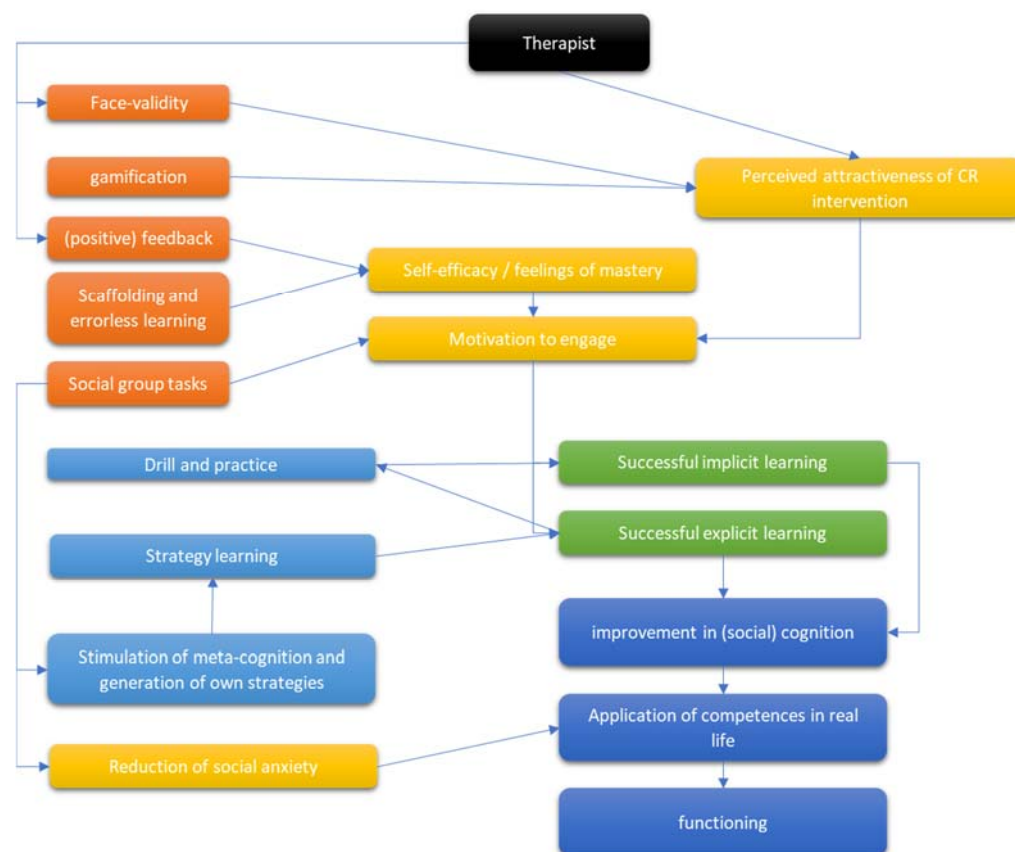 Therapist
Face-validity
gamification
Perceived attractiveness of CR
intervention
(positive) feedback
Self-efficacy / feelings of mastery
Scaffolding and
errorless learning
Motivation to engage
Social group tasks
Drill and practice
Successful implicit learning
Successful explicit learning
Strategy learning
improvement in (social) cognition
Stimulation of meta-cognition and
generation of own strategies
Application of competences in real
life
Reduction of social anxiety
functioning